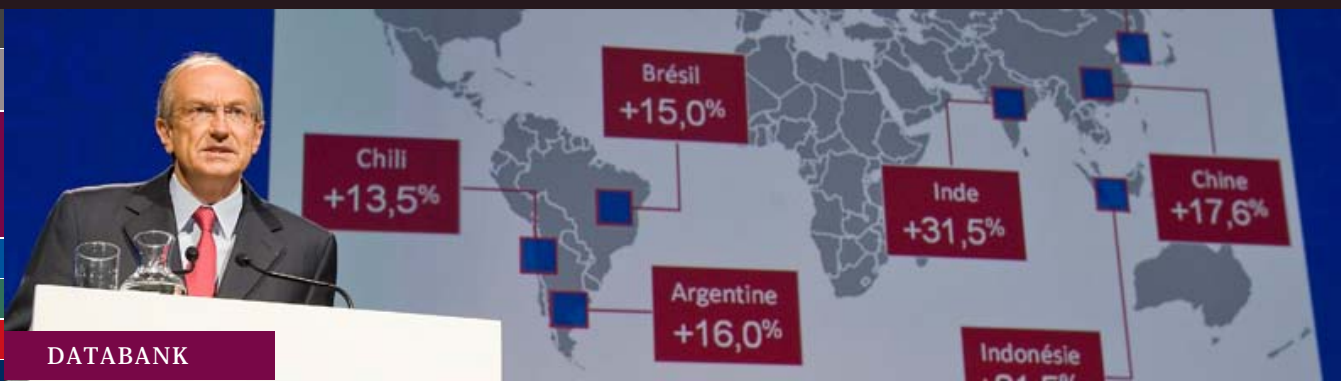 Brésil
+15,0%
Chili
+13,5%
Inde
+31,5%
Chine
+17,6%
Argentine
+16,0%
Indonésie
DATABANK